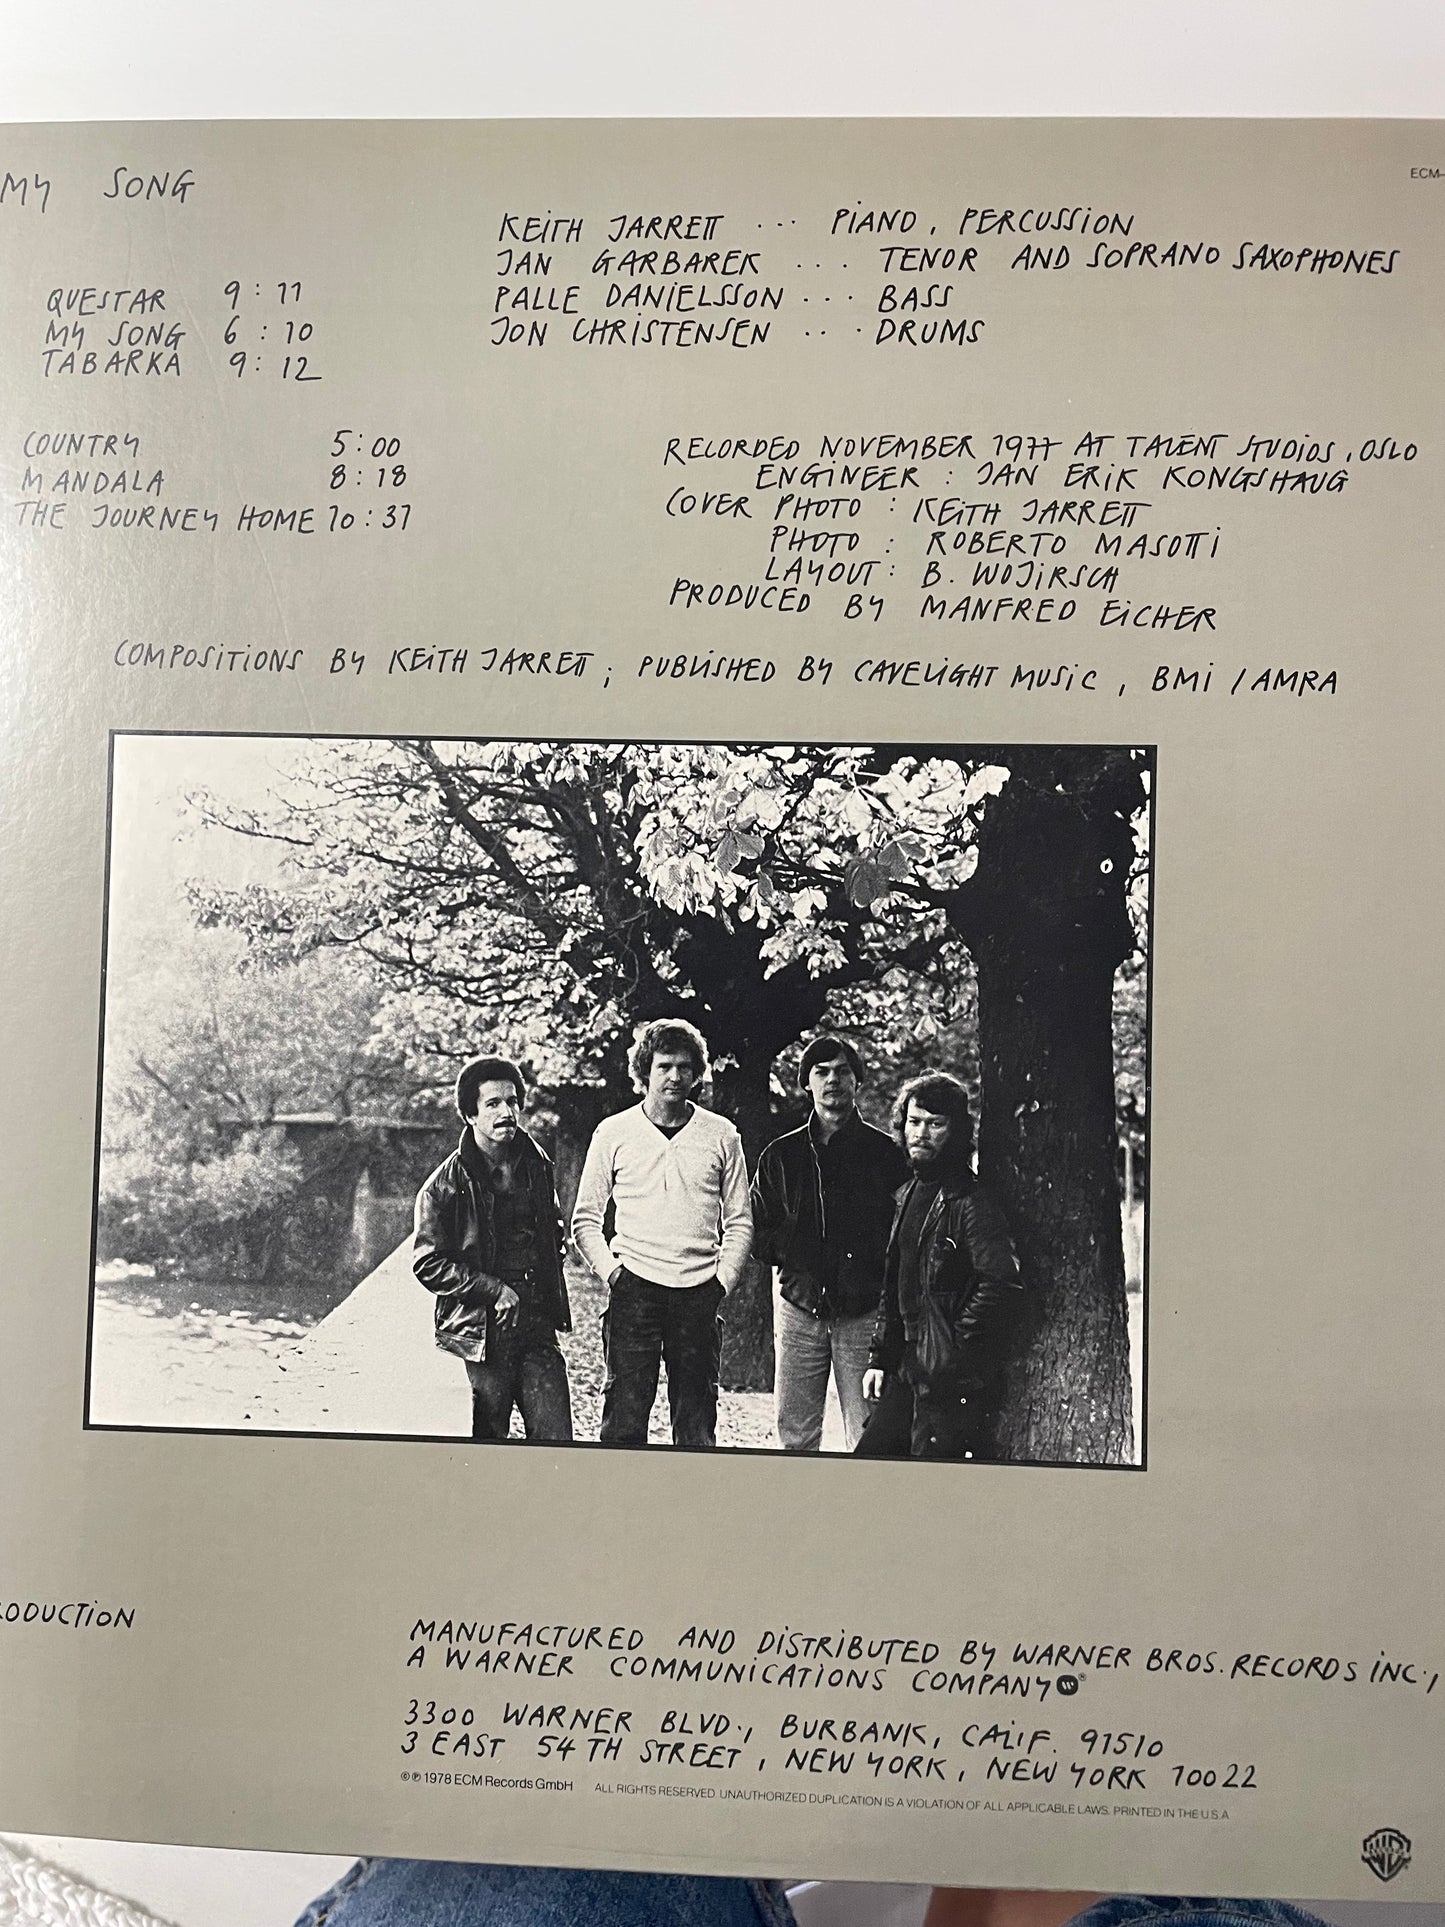 MY SONG
ECM-
KEITH JARRETT ... PIANO, PERCUSSION
JAN GARBAREK ... TENOR AND SOPRANO SAXOPHONES
PALLE DANIELSSON ... BASS
JON CHRISTENSEN ... DRUMS
QUESTAR 9:11
MY SONG 6:10
TABARKA 9:12
COUNTRY 5:00
MANDALA 8:18
THE JOURNEY HOME 10:31
RECORDED NOVEMBER 1977 AT TALENT STUDIOS, OSLO
ENGINEER: JAN ERIK KONGSHAUG
COVER PHOTO: KEITH JARRETT
PHOTO: ROBERTO MASOTTI
LAYOUT: B. WOJIRSCH
PRODUCED BY MANFRED EICHER
COMPOSITIONS BY KEITH JARRETT; PUBLISHED BY CAVELIGHT MUSIC, BMI / AMRA
RODUCTION
MANUFACTURED AND DISTRIBUTED BY WARNER BROS. RECORDS INC.,
A WARNER COMMUNICATIONS COMPANY ®
3300 WARNER BLVD., BURBANK, CALIF. 91510
3 EAST 54TH STREET, NEW YORK, NEW YORK 10022
©℗ 1978 ECM Records GmbH ALL RIGHTS RESERVED. UNAUTHORIZED DUPLICATION IS A VIOLATION OF ALL APPLICABLE LAWS. PRINTED IN THE U.S.A.